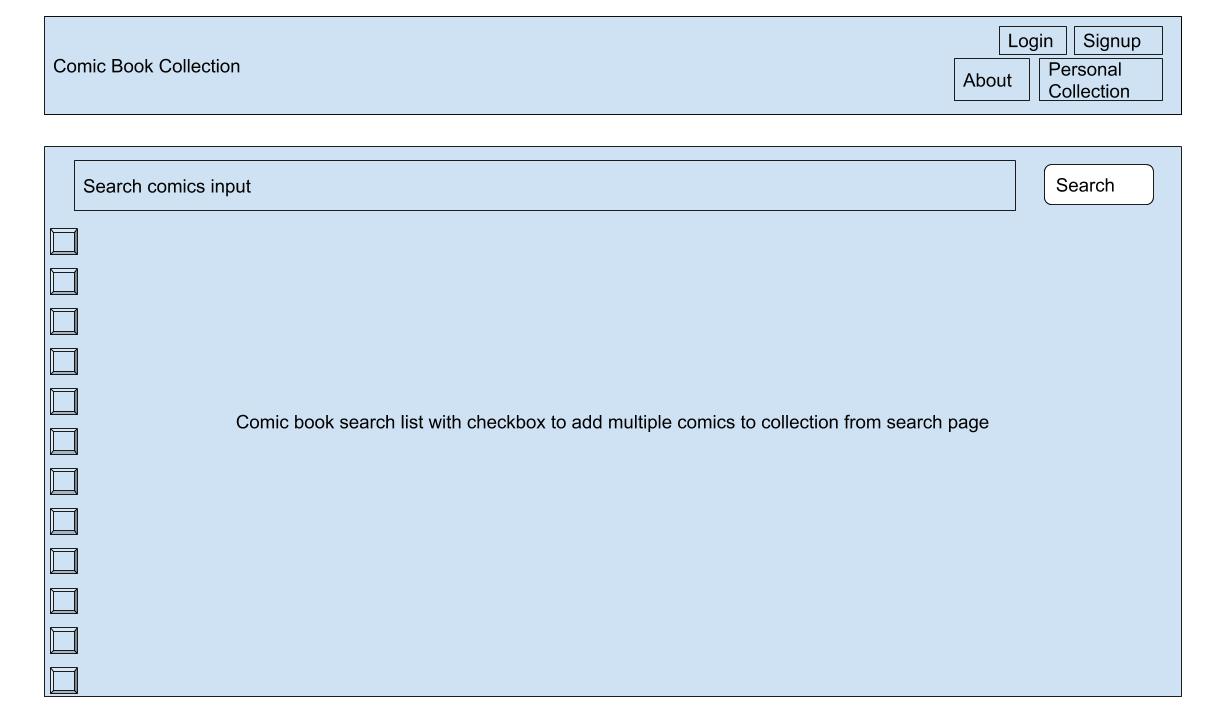 Comic Book Collection
Login
Signup
About
Personal
Collection
Search comics input
Search
Comic book search list with checkbox to add multiple comics to collection from search page